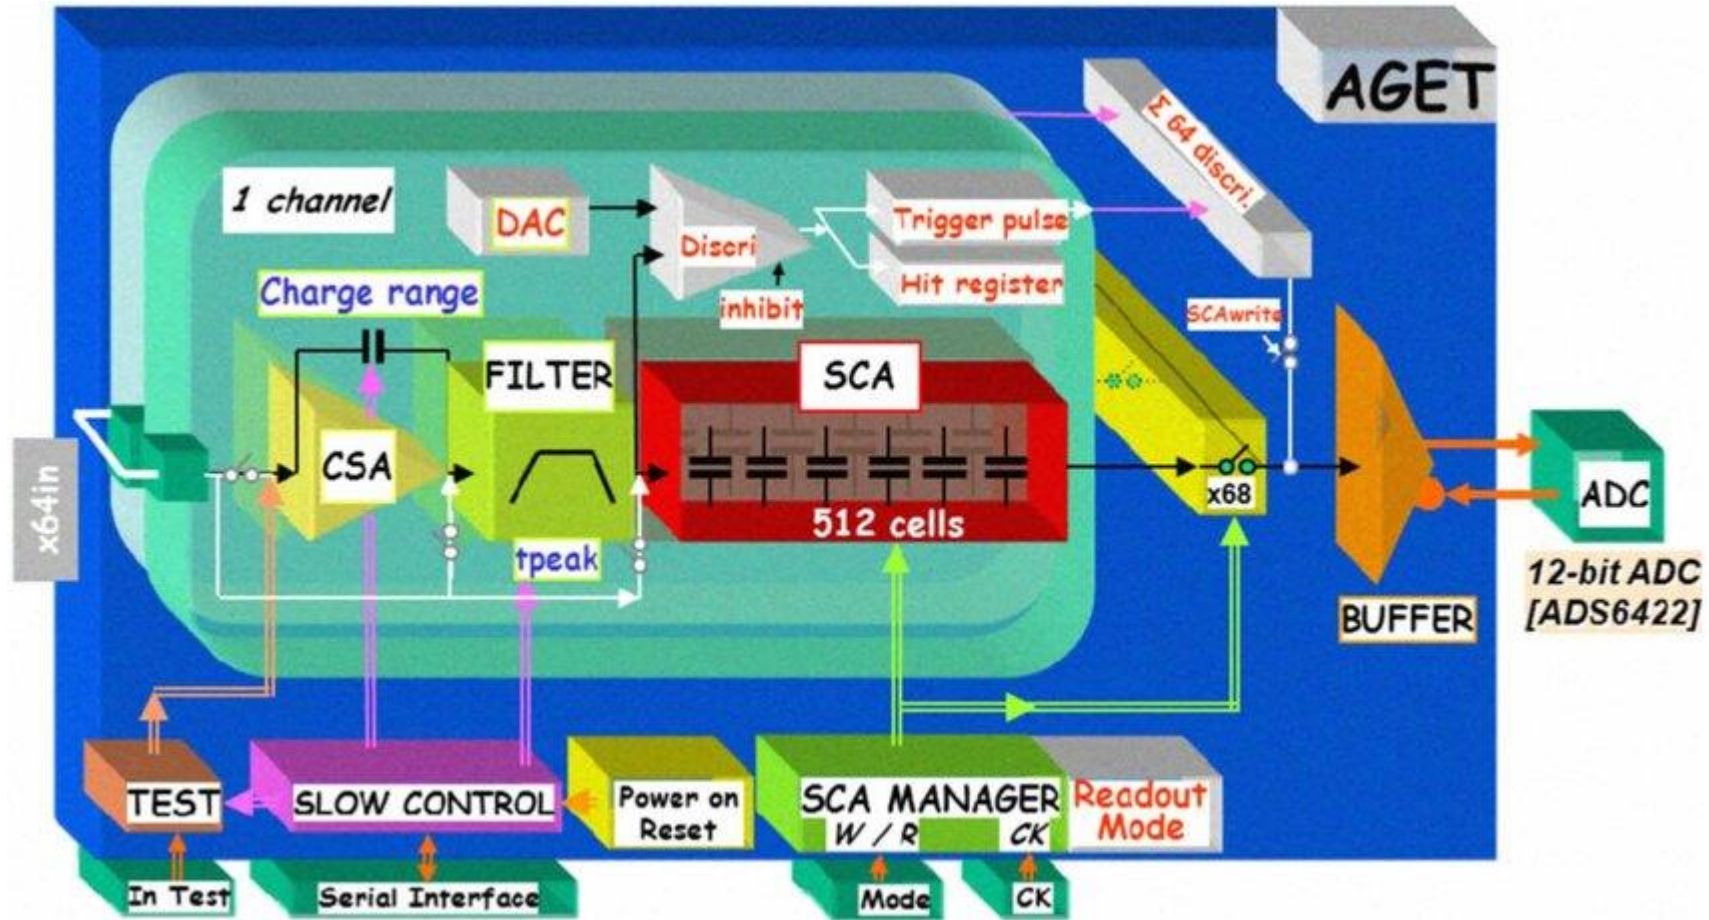 AGET
Σ 64 discri.
1 channel
DAC
Discri
Trigger pulse
Hit register
inhibit
Charge range
SCAwrite
FILTER
SCA
CSA
x64in
x68
ADC
512 cells
tpeak
12-bit ADC
[ADS6422]
BUFFER
TEST
SLOW CONTROL
Power on
Reset
SCA MANAGER
W / R
CK
Readout
Mode
In Test
Serial Interface
Mode
CK